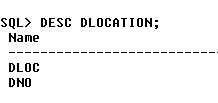 SQL> DESC DLOCATION;
Name
----------------------------
DLOC
DNO